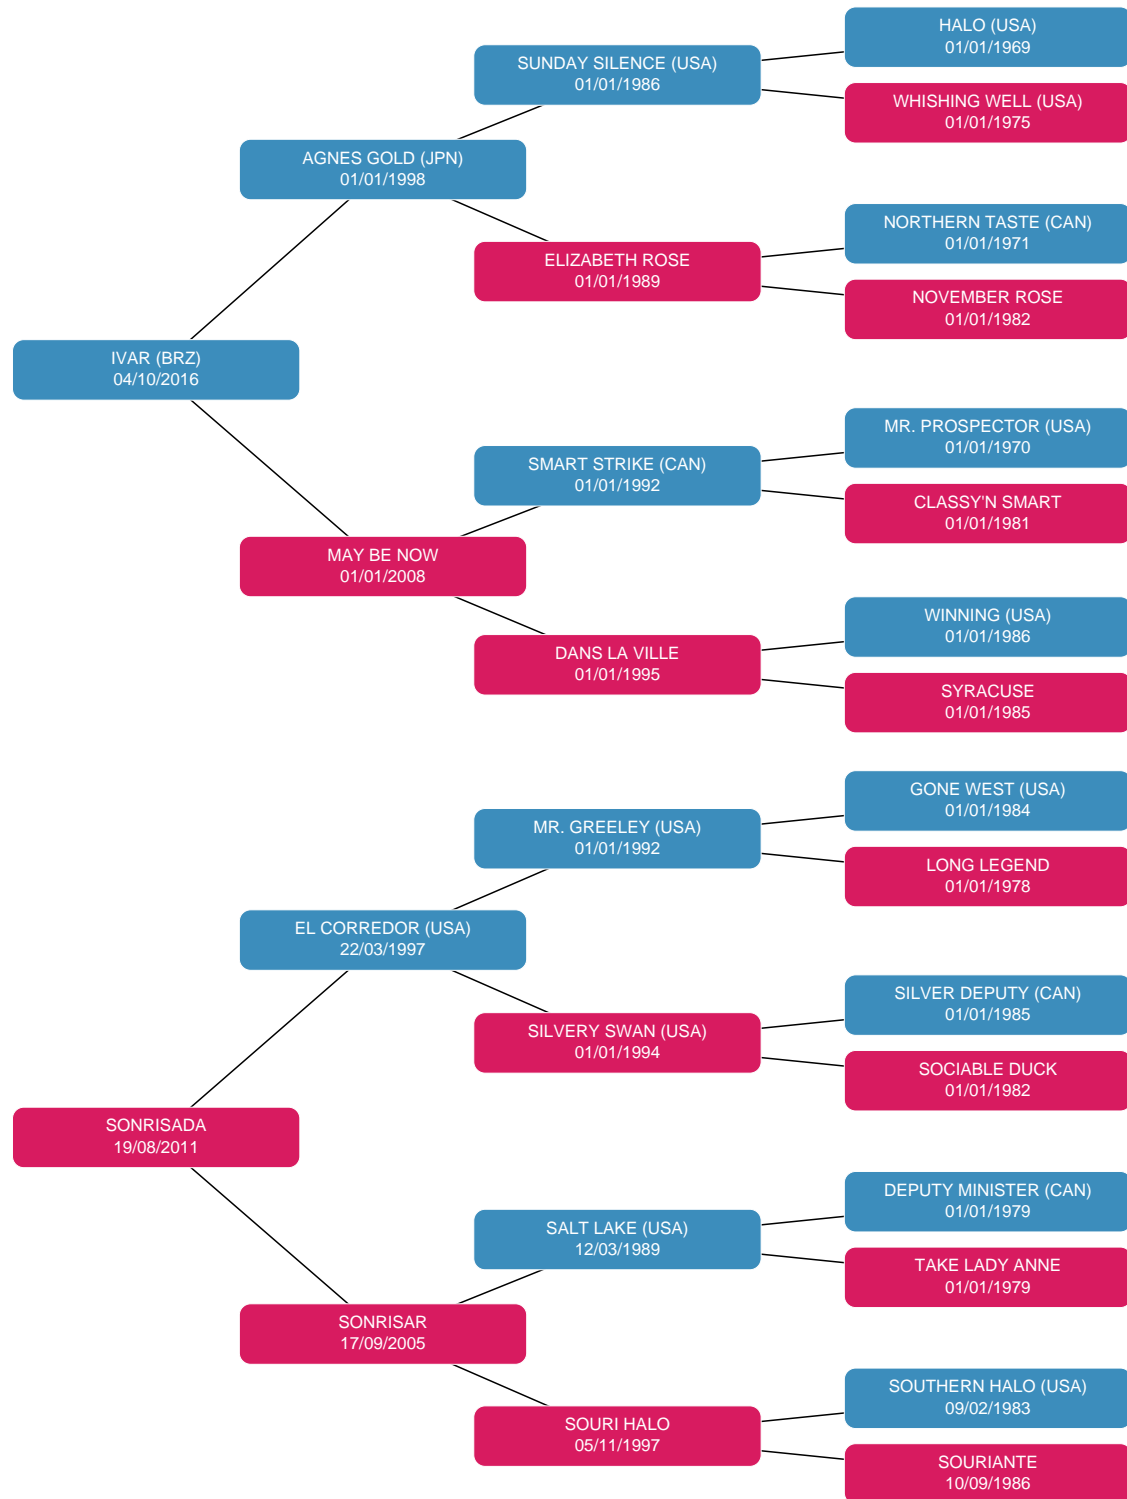 HALO (USA)
01/01/1969
SUNDAY SILENCE (USA)
01/01/1986
WHISHING WELL (USA)
01/01/1975
AGNES GOLD (JPN)
01/01/1998
NORTHERN TASTE (CAN)
01/01/1971
ELIZABETH ROSE
01/01/1989
NOVEMBER ROSE
01/01/1982
IVAR (BRZ)
04/10/2016
MR. PROSPECTOR (USA)
01/01/1970
SMART STRIKE (CAN)
01/01/1992
CLASSY'N SMART
01/01/1981
MAY BE NOW
01/01/2008
WINNING (USA)
01/01/1986
DANS LA VILLE
01/01/1995
SYRACUSE
01/01/1985
GONE WEST (USA)
01/01/1984
MR. GREELEY (USA)
01/01/1992
LONG LEGEND
01/01/1978
EL CORREDOR (USA)
22/03/1997
SILVER DEPUTY (CAN)
01/01/1985
SILVERY SWAN (USA)
01/01/1994
SOCIABLE DUCK
01/01/1982
SONRISADA
19/08/2011
DEPUTY MINISTER (CAN)
01/01/1979
SALT LAKE (USA)
12/03/1989
TAKE LADY ANNE
01/01/1979
SONRISAR
17/09/2005
SOUTHERN HALO (USA)
09/02/1983
SOURI HALO
05/11/1997
SOURIANTE
10/09/1986